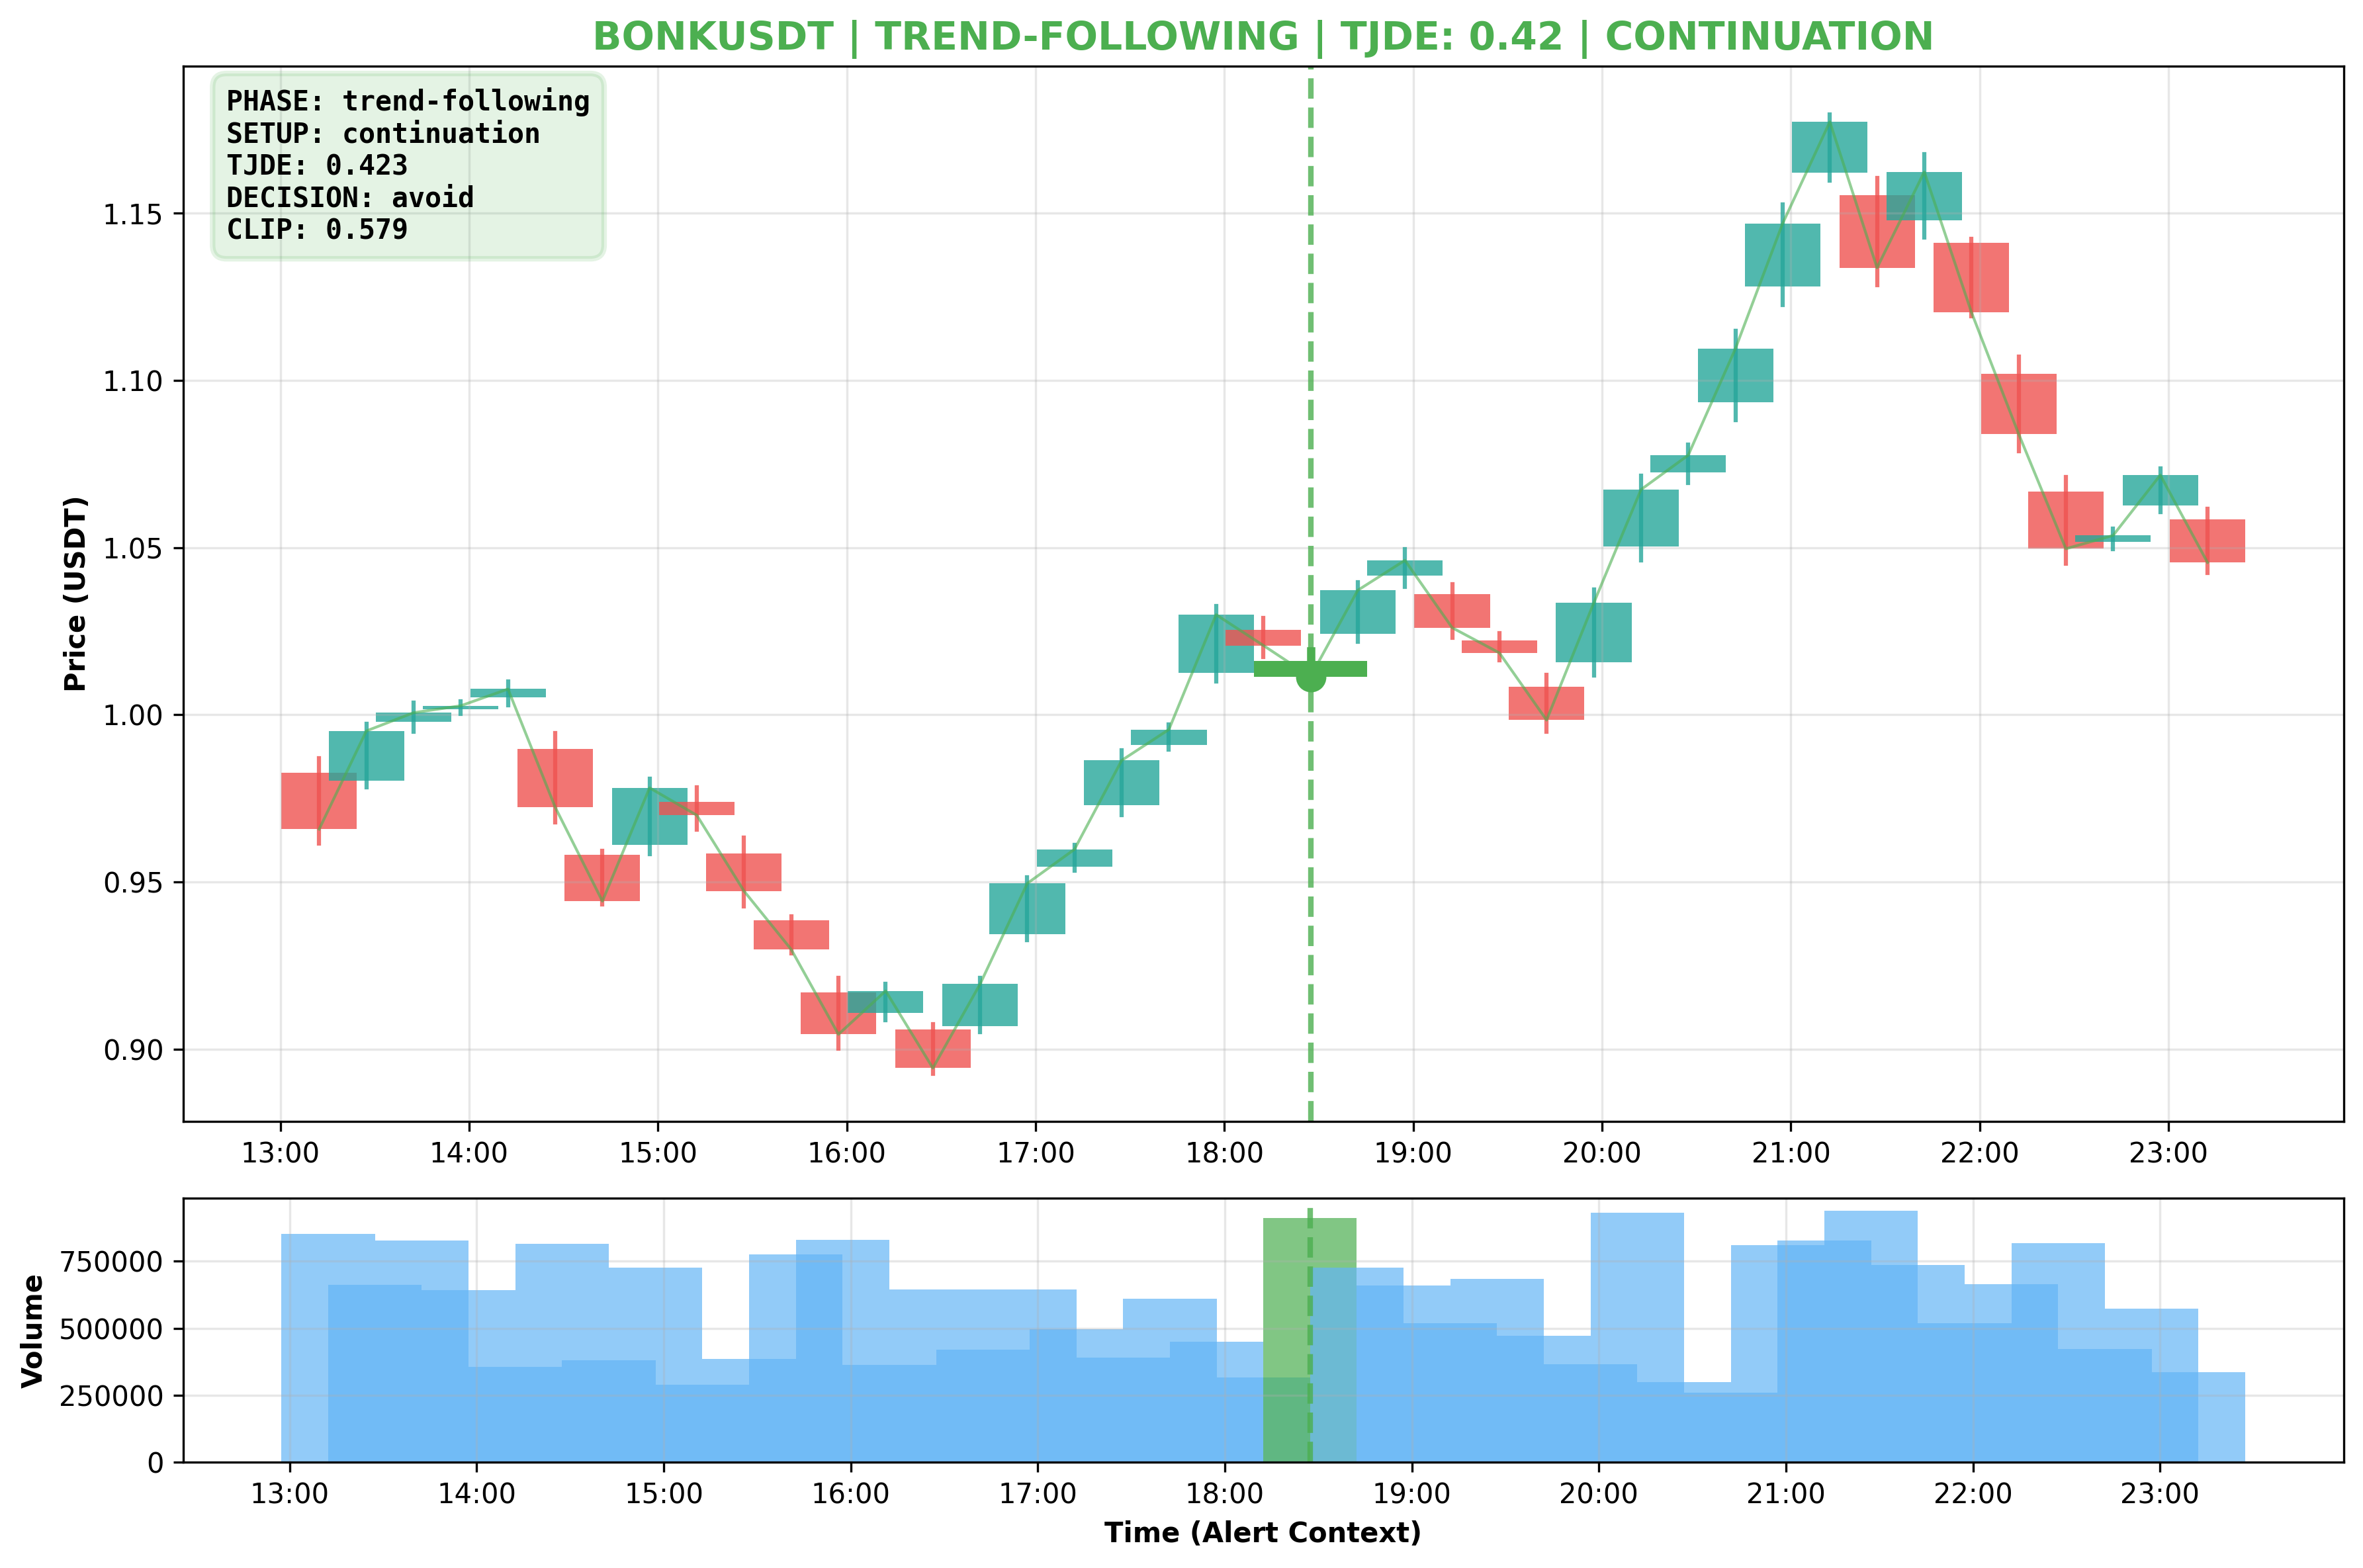 BONKUSDT | TREND-FOLLOWING | TJDE: 0.42 | CONTINUATION
PHASE: trend-following
SETUP: continuation
TJDE: 0.423
DECISION: avoid
CLIP: 0.579
Price (USDT)
1.15
1.10
1.05
1.00
0.95
0.90
13:00 14:00 15:00 16:00 17:00 18:00 19:00 20:00 21:00 22:00 23:00
Volume
750000
500000
250000
0
13:00 14:00 15:00 16:00 17:00 18:00 19:00 20:00 21:00 22:00 23:00
Time (Alert Context)